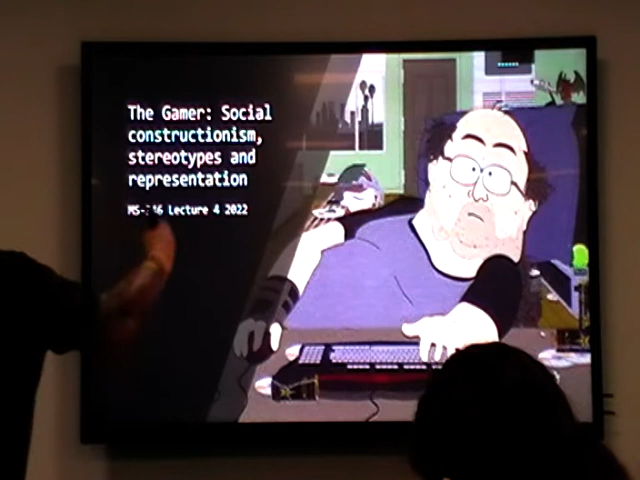 The Gamer: Social
constructionism,
stereotypes and
representation
Lecture 4 2022